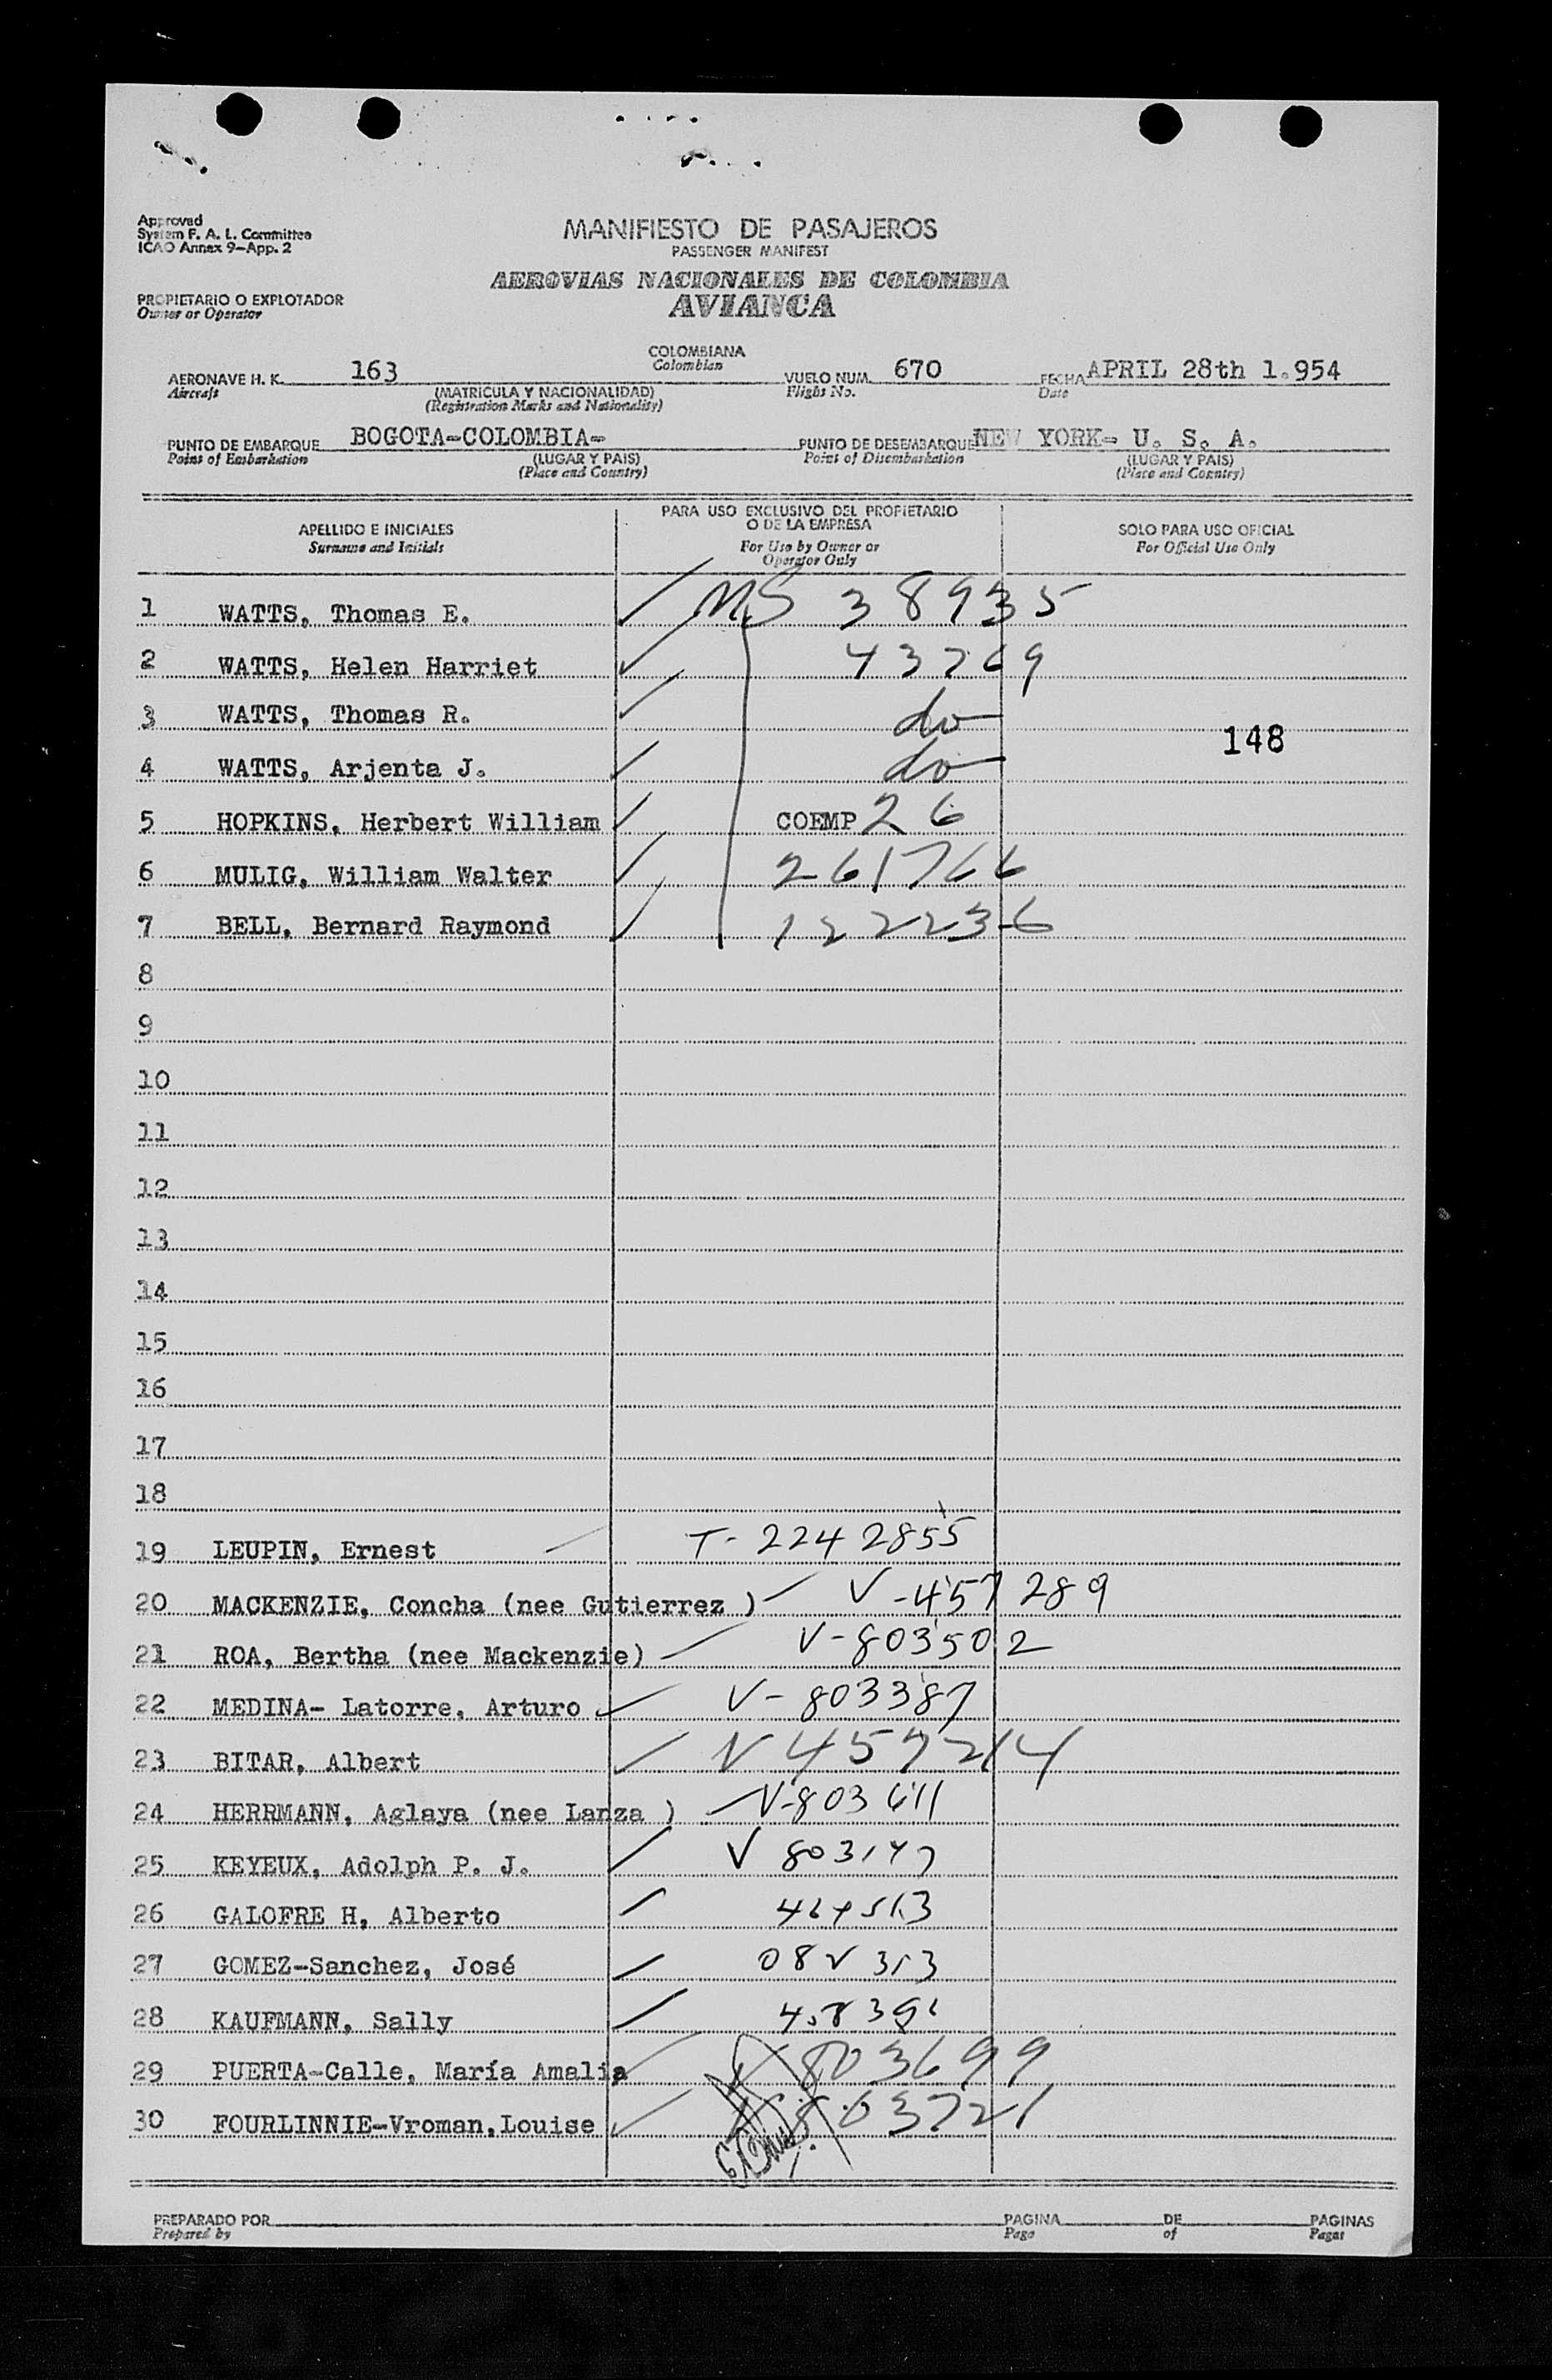 Approved
System F. A. L. Committee
ICAO Annex 9-App. 2
MANIFIESTO DE PASAJEROS
PASSENGER MANIFEST
AEROVIAS NACIONALES DE COLOMBIA
AVIANCA
PROPIETARIO O EXPLOTADOR
Owner or Operator
COLOMBIANA
Colombian
AERONAVE H. K. 163 VUELO NUM. 670 FECHA APRIL 28th 1.954
Aircraft (MATRICULA Y NACIONALIDAD) Flight No. Date
(Registration Marks and Nationality)
PUNTO DE EMBARQUE BOGOTA-COLOMBIA- PUNTO DE DESEMBARQUE NEW YORK- U. S. A.
Point of Embarkation (LUGAR Y PAIS) Point of Disembarkation (LUGAR Y PAIS)
(Place and Country) (Place and Country)
APELLIDO E INICIALES PARA USO EXCLUSIVO DEL PROPIETARIO O DE LA EMPRESA SOLO PARA USO OFICIAL
Surname and Initials For Use by Owner or Operator Only For Official Use Only
1 WATTS, Thomas E. 38935
2 WATTS, Helen Harriet 43269
3 WATTS, Thomas R. do
148
4 WATTS, Arjenta J. do
5 HOPKINS, Herbert William COEMP 26
6 MULIG, William Walter 261766
7 BELL, Bernard Raymond 122236
8
9
10
11
12
13
14
15
16
17
18
19 LEUPIN, Ernest T-2242855
20 MACKENZIE, Concha (nee Gutierrez ) V-457289
21 ROA, Bertha (nee Mackenzie) V-803502
22 MEDINA- Latorre, Arturo V-803387
23 BITAR, Albert V 457214
24 HERRMANN, Aglaya (nee Lanza ) V-803611
25 KEYEUX, Adolph P. J. V 803147
26 GALOFRE H, Alberto
27 GOMEZ-Sanchez, José
28 KAUFMANN, Sally
29 PUERTA-Calle, María Amalia 803699
30 FOURLINNIE-Vroman,Louise 803721
PREPARADO POR PAGINA DE PAGINAS
Prepared by Page of Pages